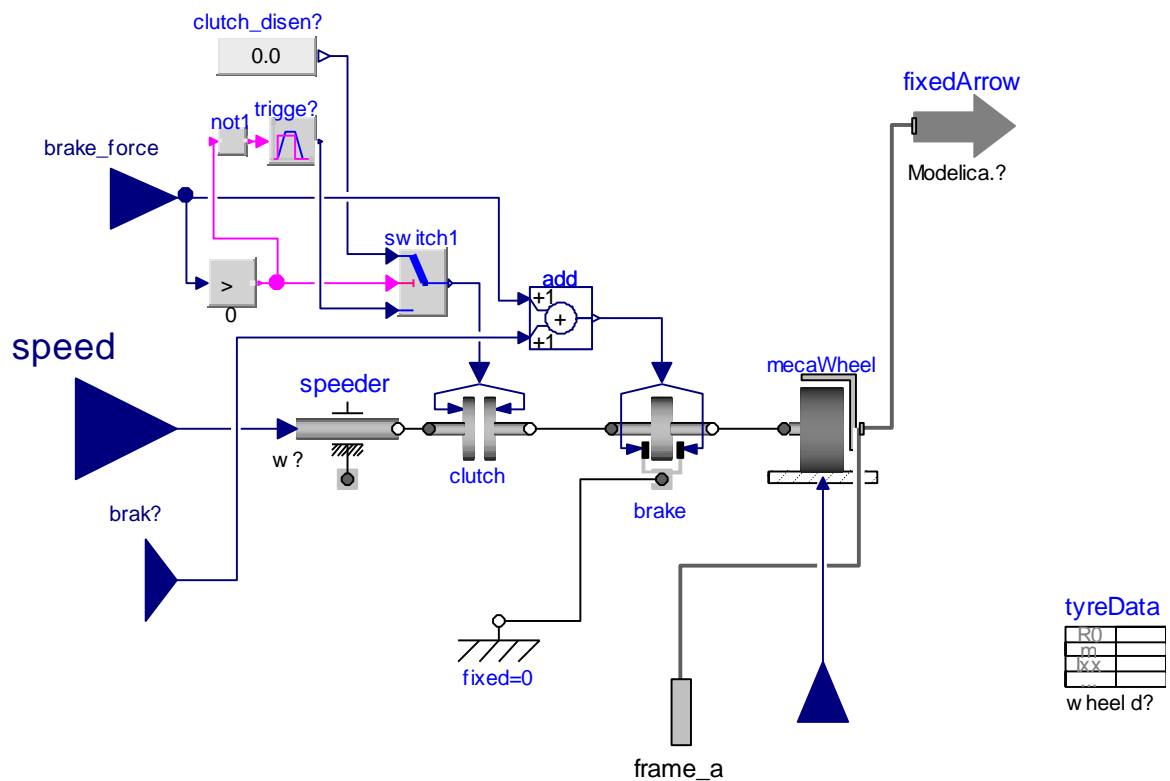 clutch_disen?
0.0
fixedArrow
trigge?
not1
brake_force
Modelica.?
switch1
>
0
add
+1
+
+1
speed
mecaWheel
speeder
w ?
clutch
brake
brak?
tyreData
R0
m
Ixx
...
wheel d?
fixed=0
frame_a